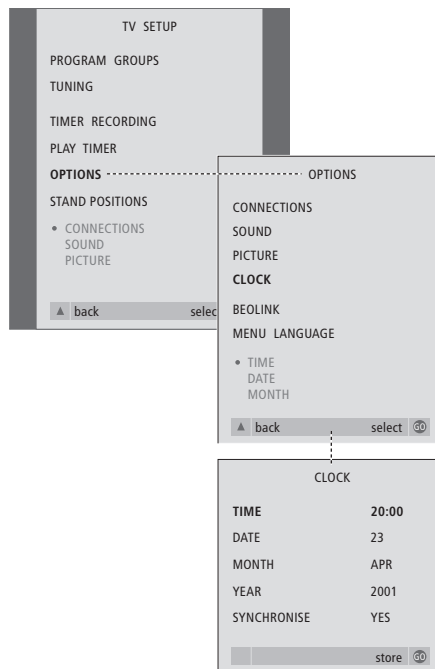 TV SETUP
PROGRAM GROUPS
TUNING
TIMER RECORDING
PLAY TIMER
OPTIONS
STAND POSITIONS
• CONNECTIONS
SOUND
PICTURE
▲ back selec
OPTIONS
CONNECTIONS
SOUND
PICTURE
CLOCK
BEOLINK
MENU LANGUAGE
• TIME
DATE
MONTH
▲ back select GO
CLOCK
TIME 20:00
DATE 23
MONTH APR
YEAR 2001
SYNCHRONISE YES
store GO